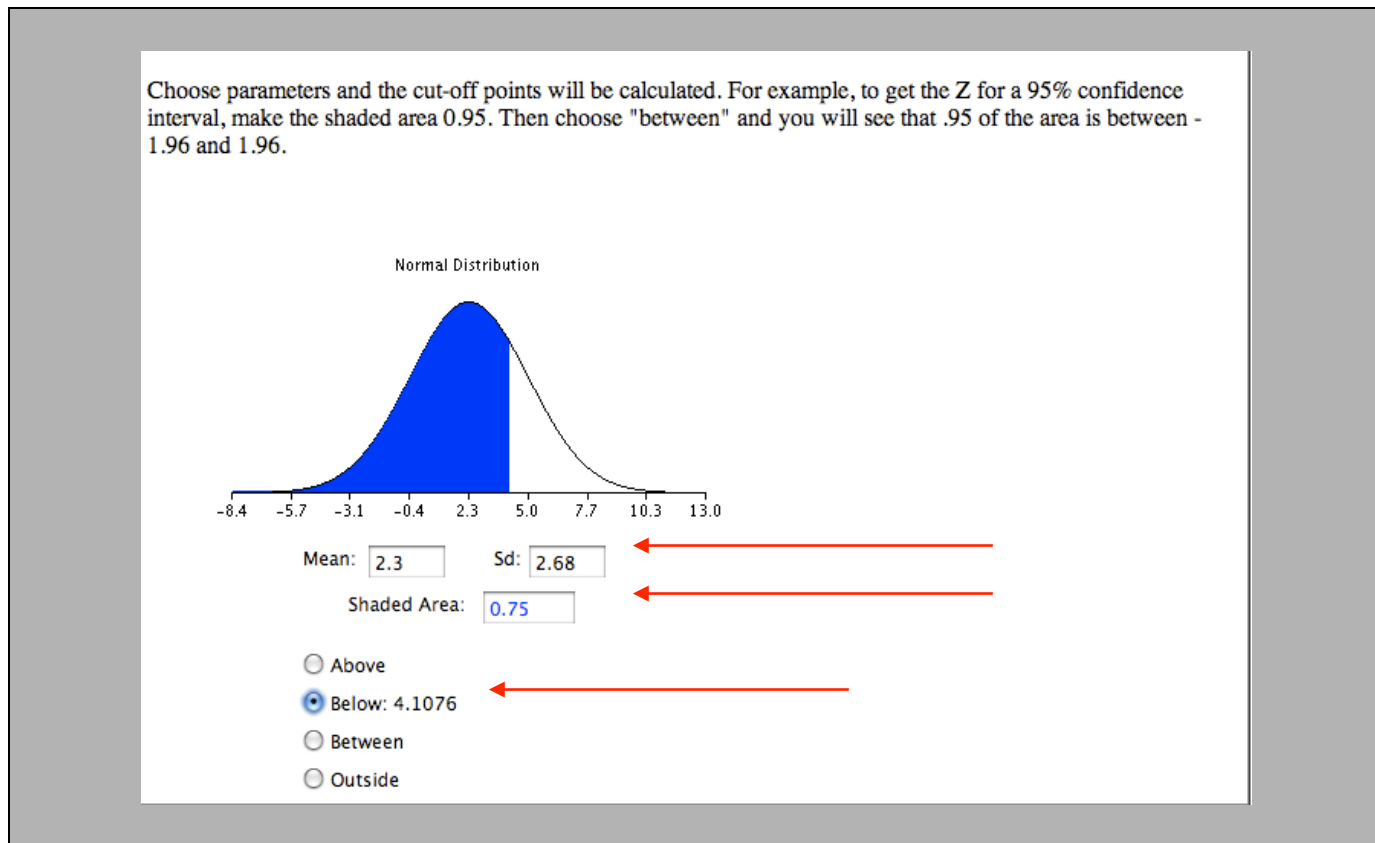 Choose parameters and the cut-off points will be calculated. For example, to get the Z for a 95% confidence
interval, make the shaded area 0.95. Then choose "between" and you will see that .95 of the area is between -
1.96 and 1.96.
Normal Distribution
-8.4 -5.7 -3.1 -0.4 2.3 5.0 7.7 10.3 13.0
Mean: 2.3 Sd: 2.68
Shaded Area: 0.75
Above
Below: 4.1076
Between
Outside